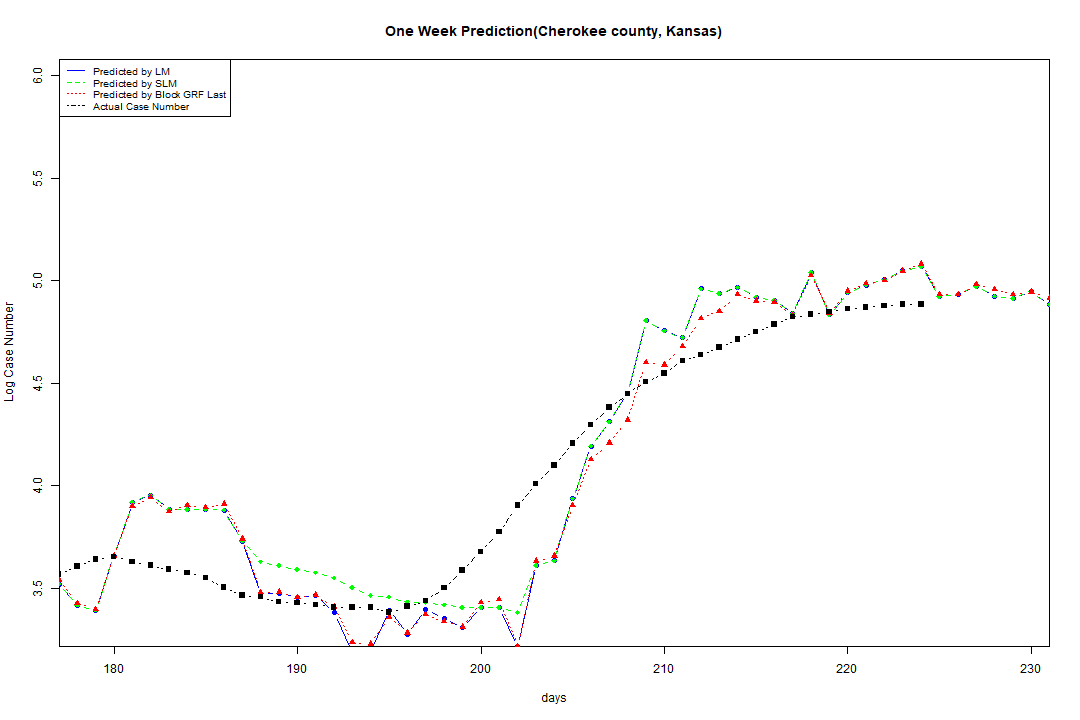 One Week Prediction(Cherokee county, Kansas)
Predicted by LM
Predicted by SLM
Predicted by Block GRF Last
Actual Case Number
6.0
5.5
5.0
4.5
4.0
3.5
Log Case Number
180 190 200 210 220 230
days